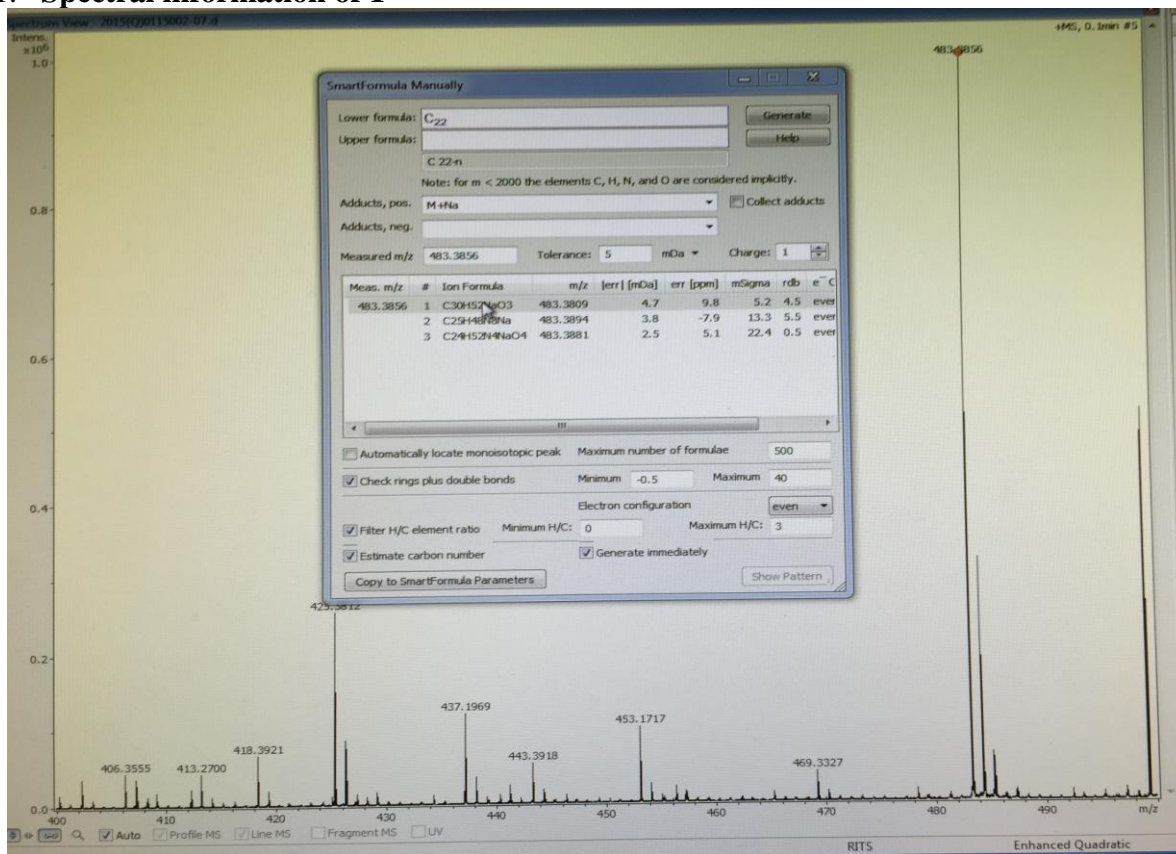 Spectral information of 1
Spectrum View - 2015(Q)0115002-07.d
Intens.
x10⁶
+MS, 0.1min #5
483.3856
1.0
0.8
0.6
0.4
0.2
0.0
SmartFormula Manually
Lower formula: C₂₂ Generate
Upper formula: Help
C 22-n
Note: for m < 2000 the elements C, H, N, and O are considered implicitly.
Adducts, pos. M+Na Collect adducts
Adducts, neg.
Measured m/z 483.3856 Tolerance: 5 mDa Charge: 1
Meas. m/z # Ion Formula m/z |err| [mDa] err [ppm] mSigma rdb e⁻ C
483.3856 1 C30H52NaO3 483.3809 4.7 9.8 5.2 4.5 ever
2 C25H48N8Na 483.3894 3.8 -7.9 13.3 5.5 ever
3 C24H52N4NaO4 483.3881 2.5 5.1 22.4 0.5 ever
Automatically locate monoisotopic peak Maximum number of formulae 500
Check rings plus double bonds Minimum -0.5 Maximum 40
Electron configuration even
Filter H/C element ratio Minimum H/C: 0 Maximum H/C: 3
Estimate carbon number Generate immediately
Copy to SmartFormula Parameters Show Pattern
425.3812
437.1969
453.1717
418.3921
443.3918
406.3555 413.2700
469.3327
400 410 420 430 440 450 460 470 480 490 m/z
Auto Profile MS Line MS Fragment MS UV
RITS Enhanced Quadratic